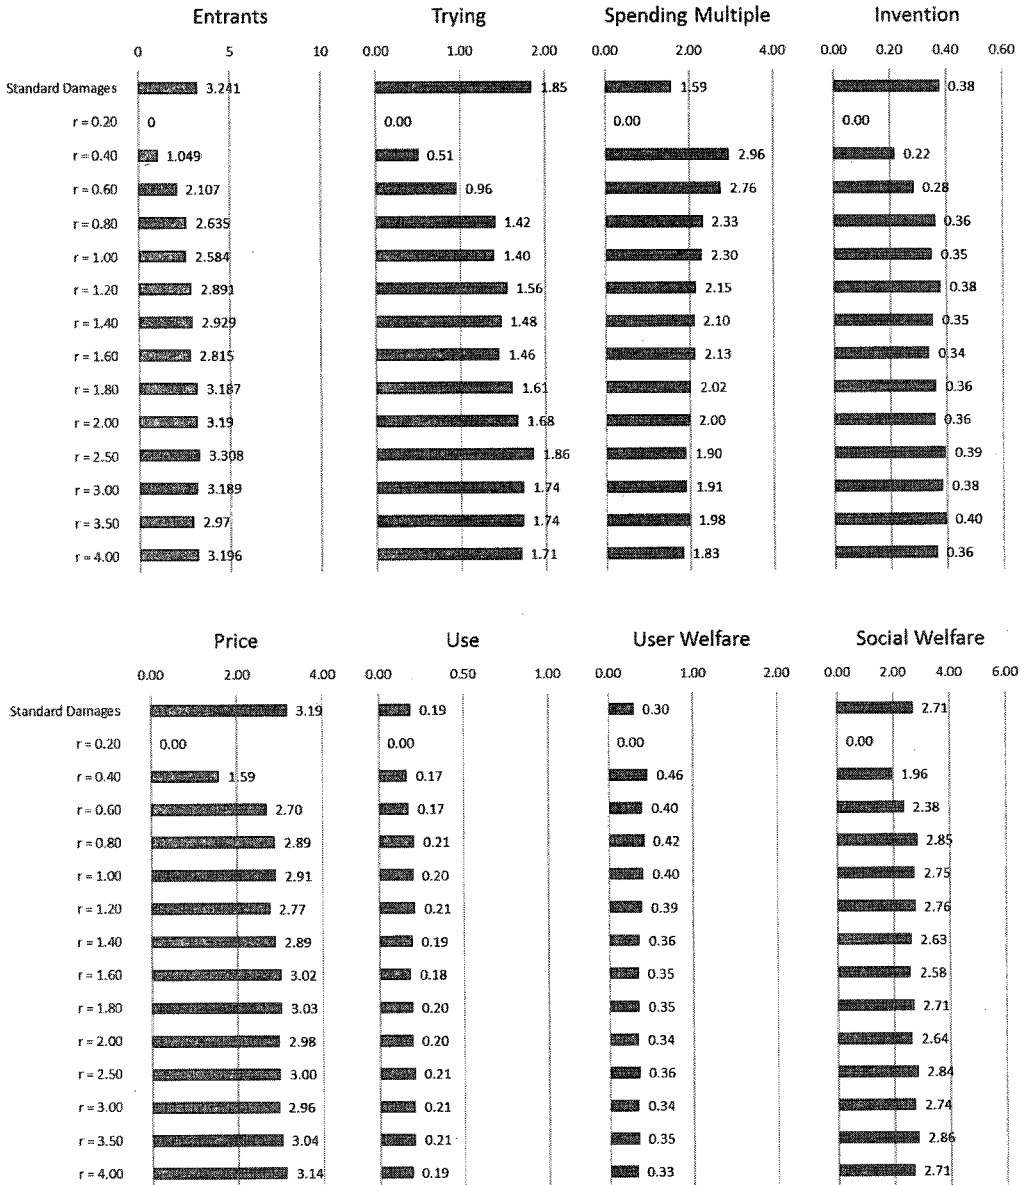 Entrants Trying Spending Multiple Invention
0 5 10 0.00 1.00 2.00 0.00 2.00 4.00 0.00 0.20 0.40 0.60
Standard Damages 3.241 1.85 1.59 0.38
r = 0.20 0 0.00 0.00 0.00
r = 0.40 1.049 0.51 2.96 0.22
r = 0.60 2.107 0.96 2.76 0.28
r = 0.80 2.635 1.42 2.33 0.36
r = 1.00 2.584 1.40 2.30 0.35
r = 1.20 2.891 1.56 2.15 0.38
r = 1.40 2.929 1.48 2.10 0.35
r = 1.60 2.815 1.46 2.13 0.34
r = 1.80 3.187 1.61 2.02 0.36
r = 2.00 3.19 1.68 2.00 0.36
r = 2.50 3.308 1.86 1.90 0.39
r = 3.00 3.189 1.74 1.91 0.38
r = 3.50 2.97 1.74 1.98 0.40
r = 4.00 3.196 1.71 1.83 0.36
Price Use User Welfare Social Welfare
0.00 2.00 4.00 0.00 0.50 1.00 0.00 1.00 2.00 0.00 2.00 4.00 6.00
Standard Damages 3.19 0.19 0.30 2.71
r = 0.20 0.00 0.00 0.00 0.00
r = 0.40 1.59 0.17 0.46 1.96
r = 0.60 2.70 0.17 0.40 2.38
r = 0.80 2.89 0.21 0.42 2.85
r = 1.00 2.91 0.20 0.40 2.75
r = 1.20 2.77 0.21 0.39 2.76
r = 1.40 2.89 0.19 0.36 2.63
r = 1.60 3.02 0.18 0.35 2.58
r = 1.80 3.03 0.20 0.35 2.71
r = 2.00 2.98 0.20 0.34 2.64
r = 2.50 3.00 0.21 0.36 2.84
r = 3.00 2.96 0.21 0.34 2.74
r = 3.50 3.04 0.21 0.35 2.86
r = 4.00 3.14 0.19 0.33 2.71